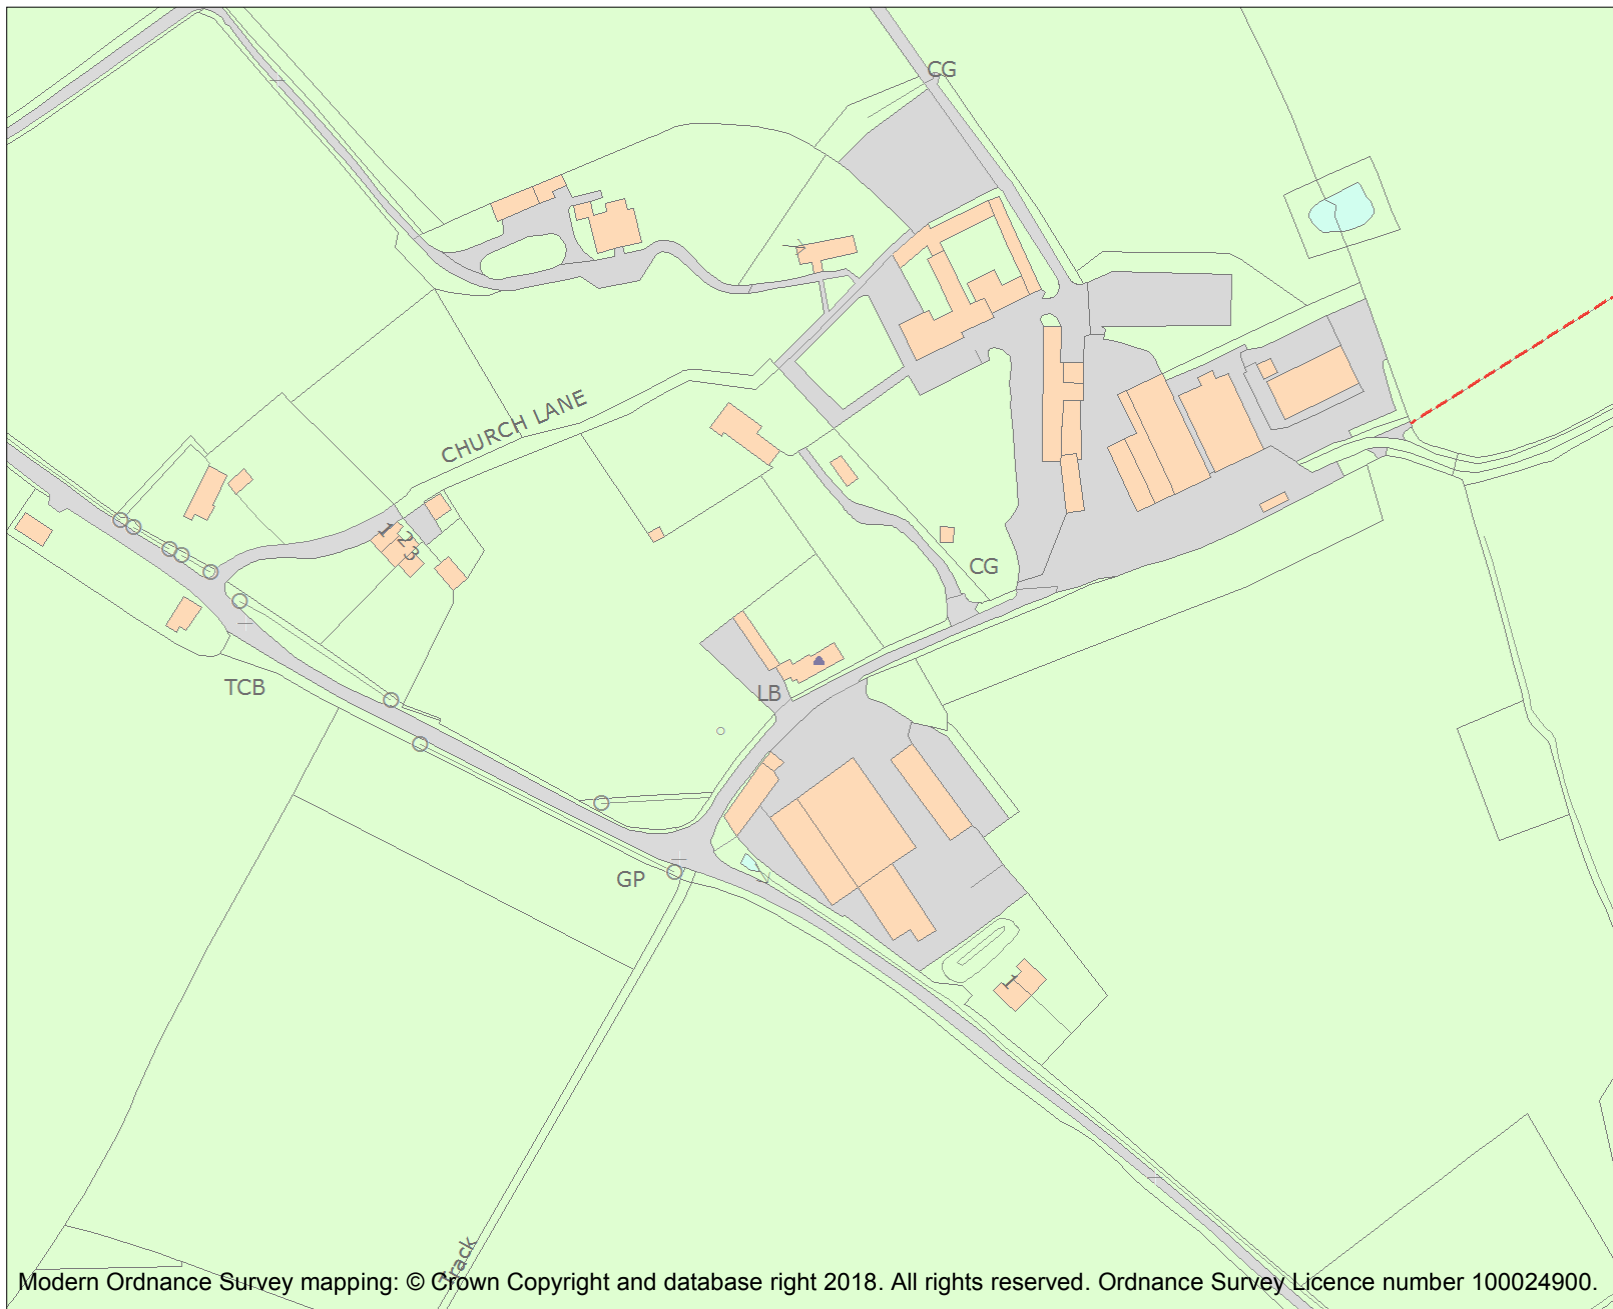 CG
CHURCH LANE
1
2
3
CG
TCB
LB
GP
1
Track
Modern Ordnance Survey mapping: © Crown Copyright and database right 2018. All rights reserved. Ordnance Survey Licence number 100024900.